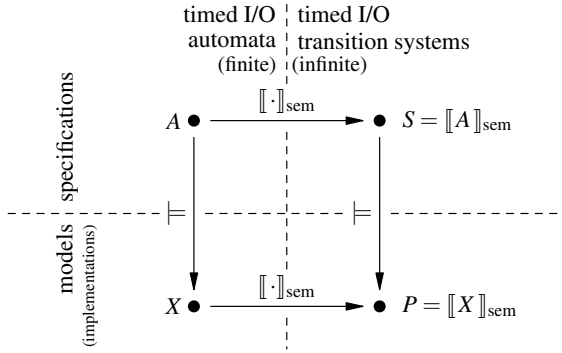 timed I/O
automata
(finite)
timed I/O
transition systems
(infinite)
specifications
A
⟦·⟧sem
S = ⟦A⟧sem
⊨
⊨
models
(implementations)
X
⟦·⟧sem
P = ⟦X⟧sem